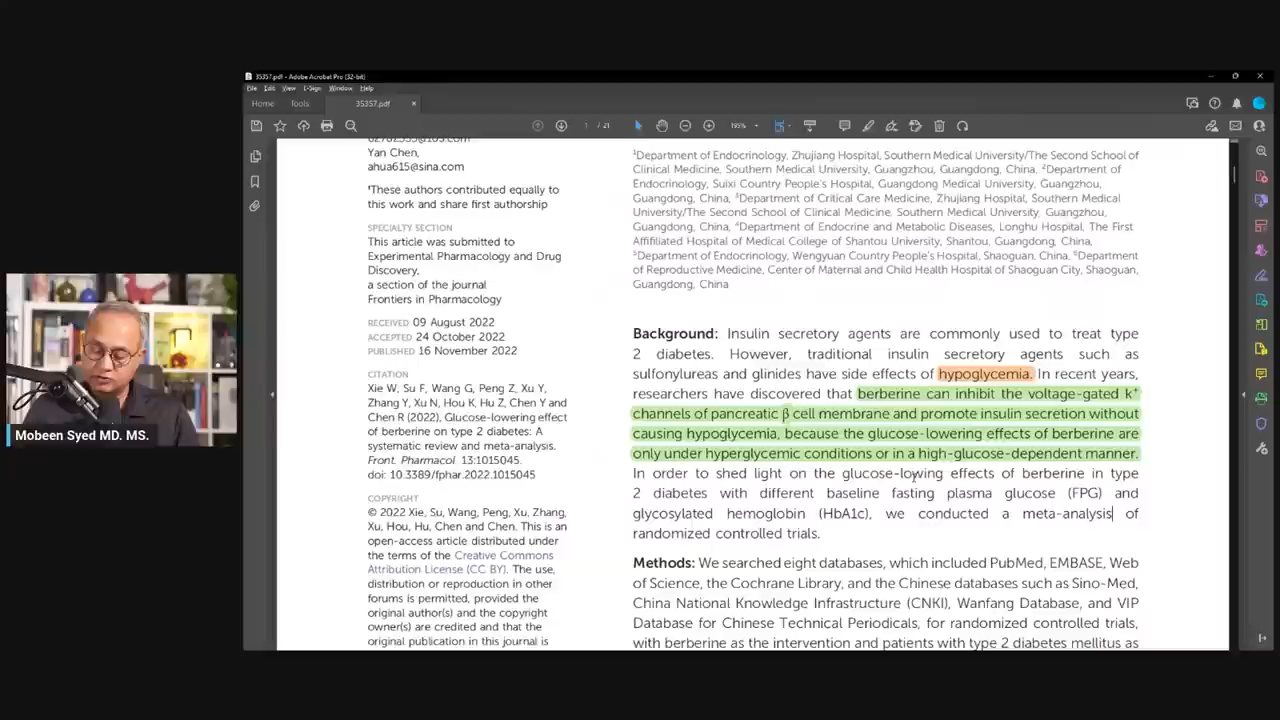 35357.pdf - Adobe Acrobat Pro (32-bit)
File Edit View E-Sign Window Help
Home Tools 35357.pdf ×
1 / 21 195%
Yan Chen,
ahua615@sina.com
†These authors contributed equally to
this work and share first authorship
SPECIALTY SECTION
This article was submitted to
Experimental Pharmacology and Drug
Discovery,
a section of the journal
Frontiers in Pharmacology
RECEIVED 09 August 2022
ACCEPTED 24 October 2022
PUBLISHED 16 November 2022
CITATION
Xie W, Su F, Wang G, Peng Z, Xu Y,
Zhang Y, Xu N, Hou K, Hu Z, Chen Y and
Chen R (2022), Glucose-lowering effect
of berberine on type 2 diabetes: A
systematic review and meta-analysis.
Front. Pharmacol. 13:1015045.
doi: 10.3389/fphar.2022.1015045
COPYRIGHT
© 2022 Xie, Su, Wang, Peng, Xu, Zhang,
Xu, Hou, Hu, Chen and Chen. This is an
open-access article distributed under
the terms of the Creative Commons
Attribution License (CC BY). The use,
distribution or reproduction in other
forums is permitted, provided the
original author(s) and the copyright
owner(s) are credited and that the
original publication in this journal is
¹Department of Endocrinology, Zhujiang Hospital, Southern Medical University/The Second School of
Clinical Medicine, Southern Medical University, Guangzhou, Guangdong, China, ²Department of
Endocrinology, Suixi Country People's Hospital, Guangdong Medical University, Guangzhou,
Guangdong, China, ³Department of Critical Care Medicine, Zhujiang Hospital, Southern Medical
University/The Second School of Clinical Medicine, Southern Medical University, Guangzhou,
Guangdong, China, ⁴Department of Endocrine and Metabolic Diseases, Longhu Hospital, The First
Affifiliated Hospital of Medical College of Shantou University, Shantou, Guangdong, China,
⁵Department of Endocrinology, Wengyuan Country People's Hospital, Shaoguan, China, ⁶Department
of Reproductive Medicine, Center of Maternal and Child Health Hospital of Shaoguan City, Shaoguan,
Guangdong, China
Background: Insulin secretory agents are commonly used to treat type
2 diabetes. However, traditional insulin secretory agents such as
sulfonylureas and glinides have side effects of hypoglycemia. In recent years,
researchers have discovered that berberine can inhibit the voltage-gated k⁺
channels of pancreatic β cell membrane and promote insulin secretion without
causing hypoglycemia, because the glucose-lowering effects of berberine are
only under hyperglycemic conditions or in a high-glucose-dependent manner.
In order to shed light on the glucose-lowing effects of berberine in type
2 diabetes with different baseline fasting plasma glucose (FPG) and
glycosylated hemoglobin (HbA1c), we conducted a meta-analysis of
randomized controlled trials.
Methods: We searched eight databases, which included PubMed, EMBASE, Web
of Science, the Cochrane Library, and the Chinese databases such as Sino-Med,
China National Knowledge Infrastructure (CNKI), Wanfang Database, and VIP
Database for Chinese Technical Periodicals, for randomized controlled trials,
with berberine as the intervention and patients with type 2 diabetes mellitus as
Mobeen Syed MD. MS.